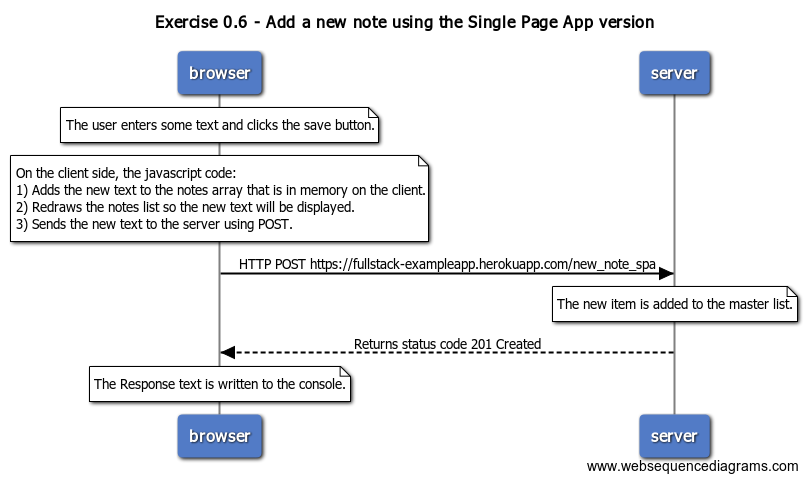 Exercise 0.6 - Add a new note using the Single Page App version
browser
server
The user enters some text and clicks the save button.
On the client side, the javascript code:
1) Adds the new text to the notes array that is in memory on the client.
2) Redraws the notes list so the new text will be displayed.
3) Sends the new text to the server using POST.
HTTP POST https://fullstack-exampleapp.herokuapp.com/new_note_spa
The new item is added to the master list.
Returns status code 201 Created
The Response text is written to the console.
browser
server
www.websequencediagrams.com